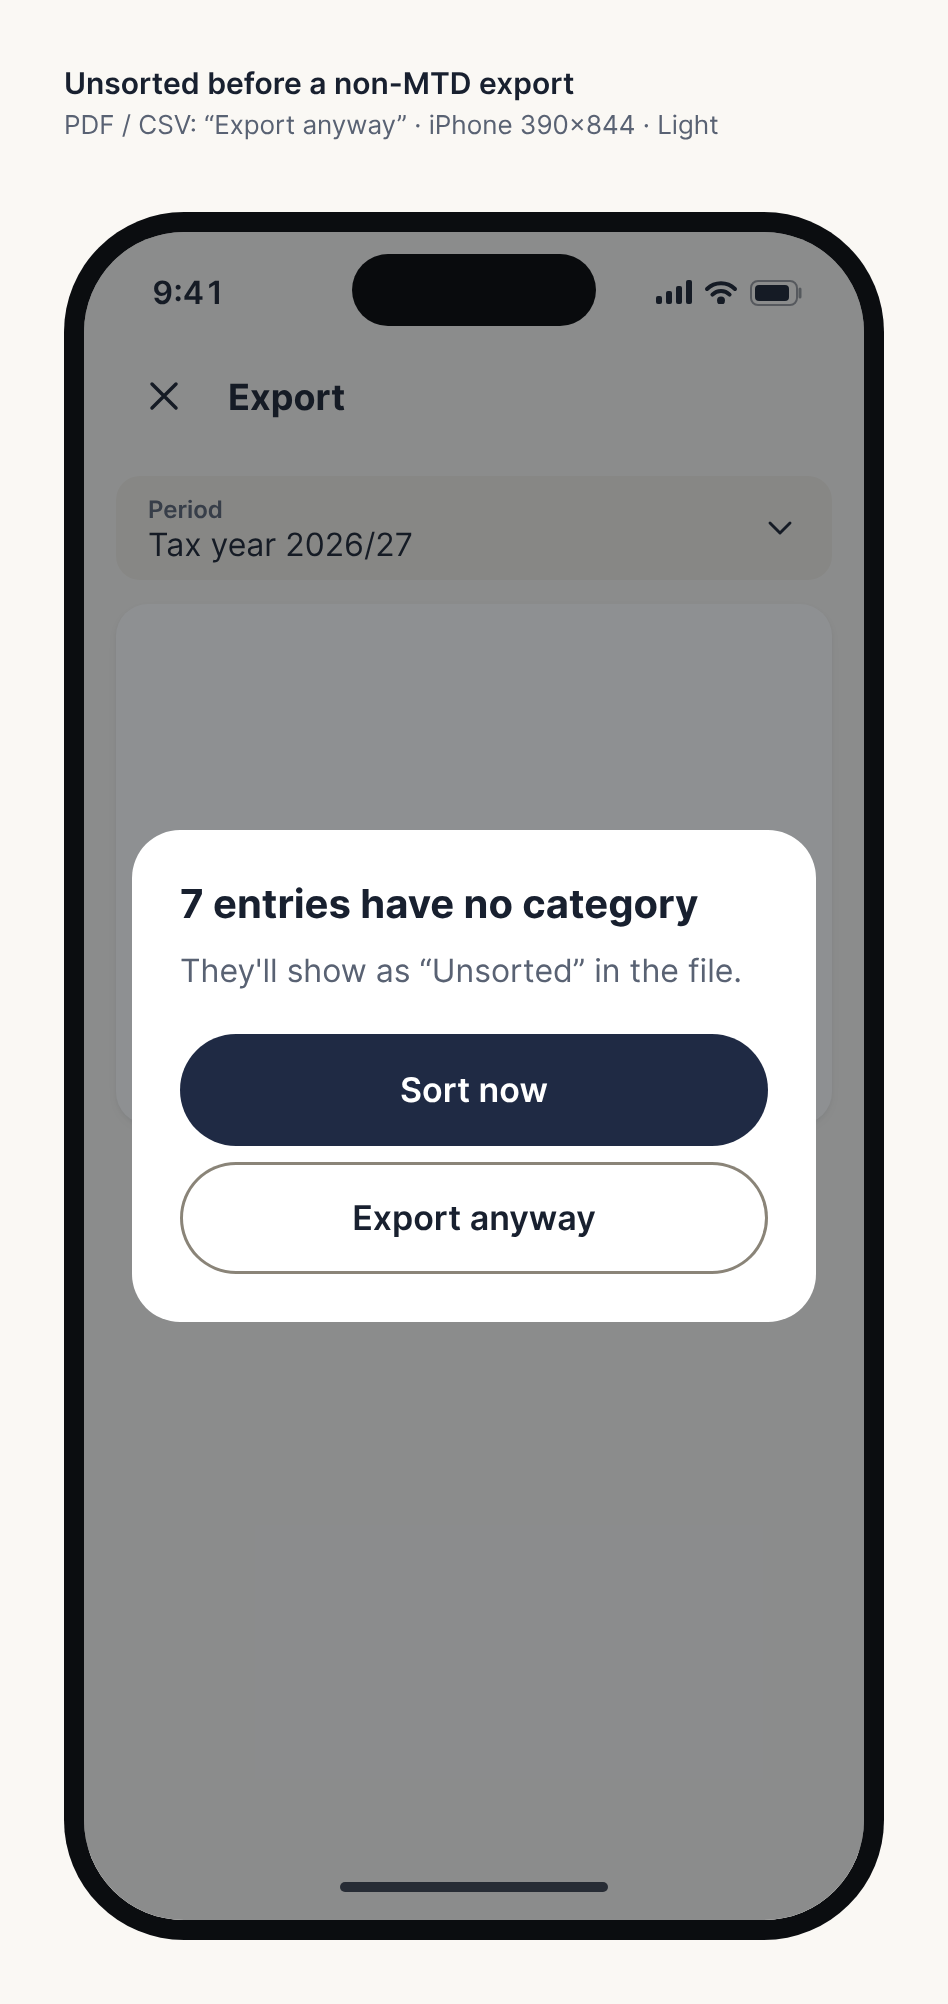 Unsorted before a non-MTD export
PDF / CSV: “Export anyway” · iPhone 390×844 · Light
9:41
Export
Period
Tax year 2026/27
7 entries have no category
They'll show as “Unsorted” in the file.
Sort now
Export anyway